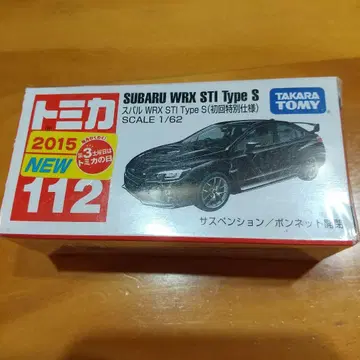 トミカ
2015
NEW
第3土曜日は
トミカの日
112
SUBARU WRX STI Type S
スバル WRX STI Type S(初回特別仕様)
SCALE 1/62
TAKARA
TOMY
サスペンション/ボンネット開閉